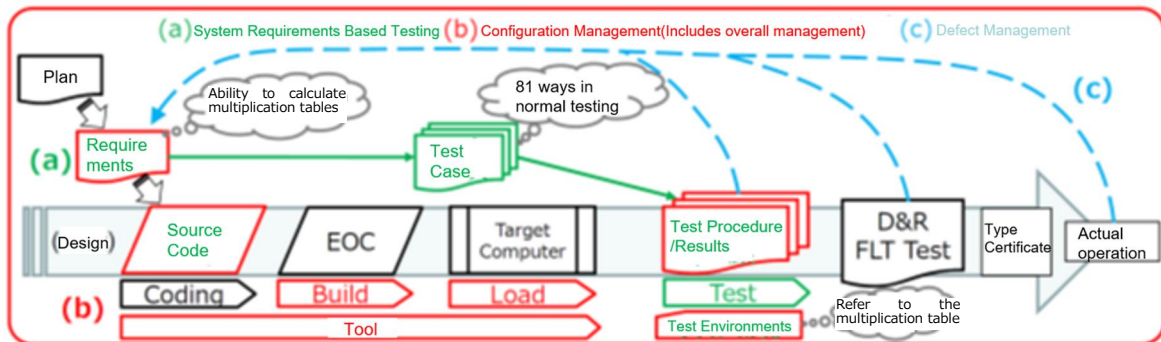 (a) System Requirements Based Testing (b) Configuration Management(Includes overall management) (c) Defect Management
Plan
Ability to calculate
multiplication tables
81 ways in
normal testing
(c)
(a)
Require
ments
Test
Case
(Design)
Source
Code
EOC
Target
Computer
Test Procedure
/Results
D&R
FLT Test
Type
Certificate
Actual
operation
(b)
Coding
Build
Load
Test
Refer to the
multiplication table
Tool
Test Environments